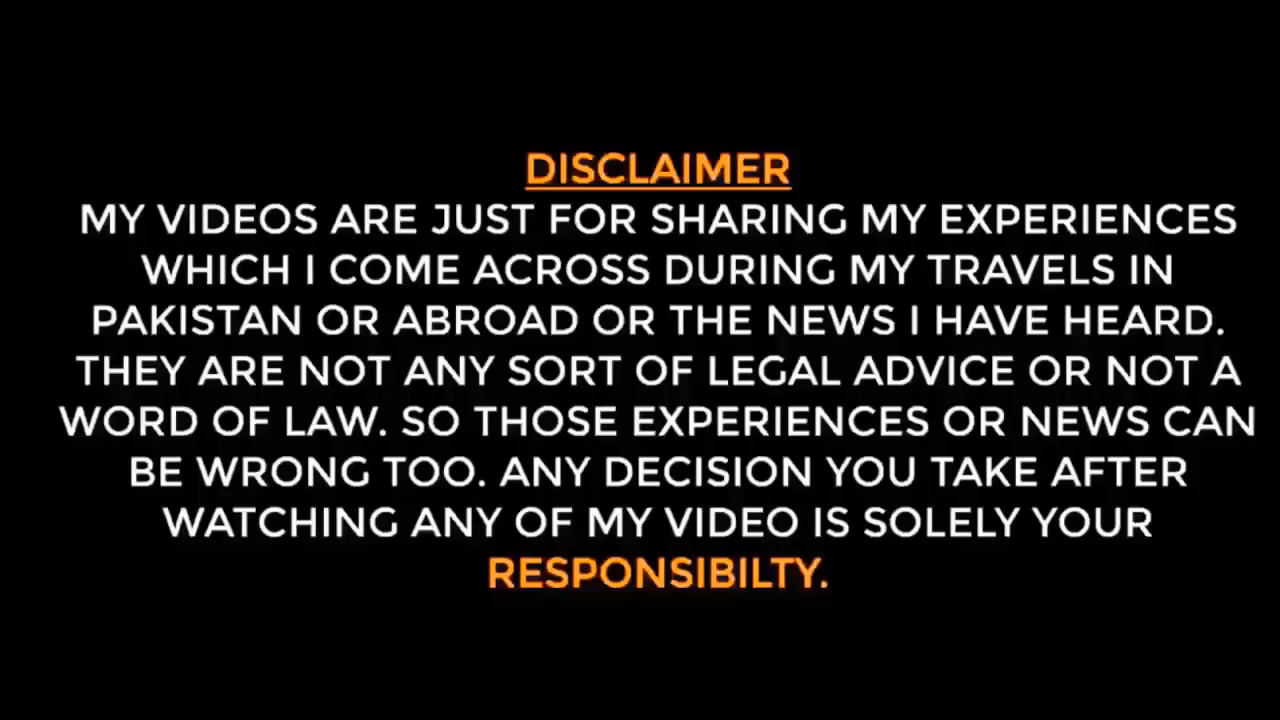 DISCLAIMER
MY VIDEOS ARE JUST FOR SHARING MY EXPERIENCES
WHICH I COME ACROSS DURING MY TRAVELS IN
PAKISTAN OR ABROAD OR THE NEWS I HAVE HEARD.
THEY ARE NOT ANY SORT OF LEGAL ADVICE OR NOT A
WORD OF LAW. SO THOSE EXPERIENCES OR NEWS CAN
BE WRONG TOO. ANY DECISION YOU TAKE AFTER
WATCHING ANY OF MY VIDEO IS SOLELY YOUR
RESPONSIBILTY.